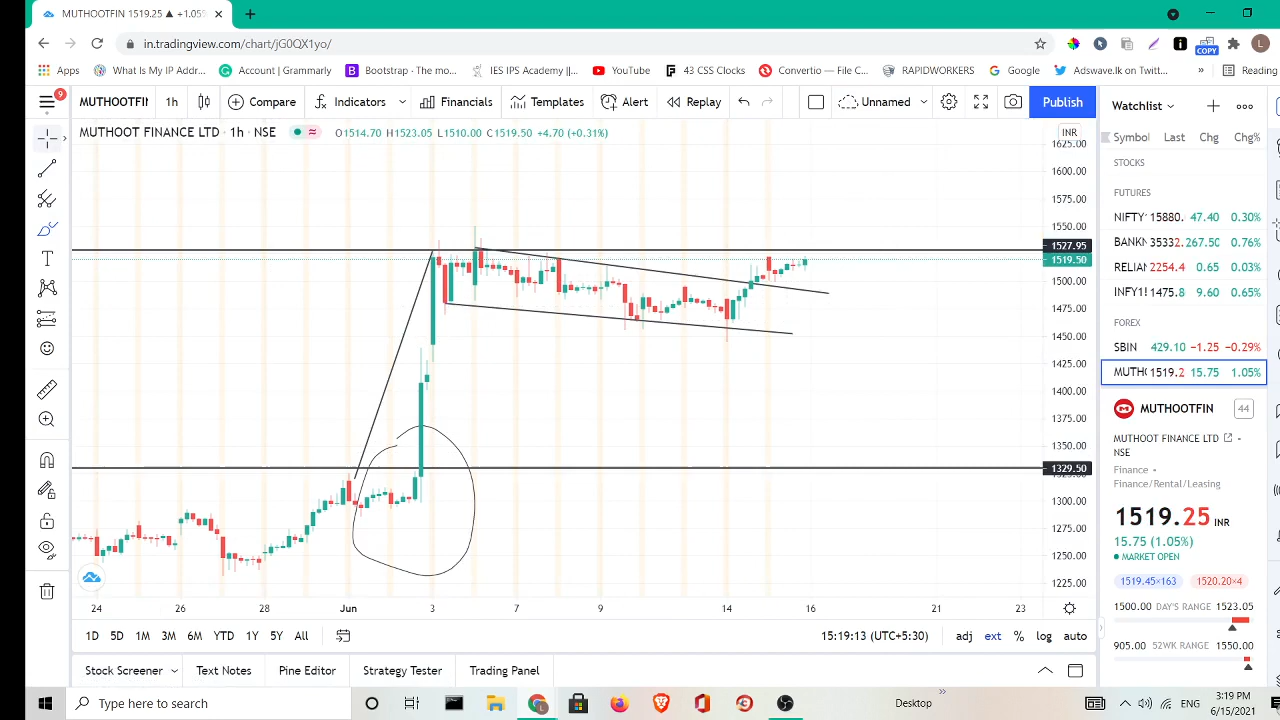 MUTHOOTFIN 1519.25 ▲ +1.05%
in.tradingview.com/chart/jG0QX1yo/
Apps What Is My IP Addr... Account | Grammarly Bootstrap · The mo... IES IPS Academy ||... YouTube 43 SSC Clocks Convertio — File C... RAPIDWORKERS Google Adswave.lk on Twitt... » Reading
COPY
L
9 MUTHOOTFIN 1h Compare Indicators Financials Templates Alert Replay Unnamed Publish
MUTHOOT FINANCE LTD · 1h · NSE O1514.70 H1523.05 L1510.00 C1519.50 +4.70 (+0.31%)
INR
1625.00
1600.00
1575.00
1550.00
1527.95
1519.50
1500.00
1475.00
1450.00
1425.00
1400.00
1375.00
1350.00
1329.50
1300.00
1275.00
1250.00
1225.00
24 26 28 Jun 3 7 9 14 16 21 23
1D 5D 1M 3M 6M YTD 1Y 5Y All 15:19:13 (UTC+5:30) adj ext % log auto
Stock Screener Text Notes Pine Editor Strategy Tester Trading Panel
Watchlist
Symbol Last Chg Chg%
STOCKS
FUTURES
NIFTY 15880. 47.40 0.30%
BANKN 35332. 267.50 0.76%
RELIAN 2254.4 0.65 0.03%
INFY1! 1475.8 9.60 0.65%
FOREX
SBIN 429.10 −1.25 −0.29%
MUTH 1519.2 15.75 1.05%
MUTHOOTFIN 44
MUTHOOT FINANCE LTD
NSE
Finance
Finance/Rental/Leasing
1519.25 INR
15.75 (1.05%)
MARKET OPEN
1519.45×163 1520.20×4
1500.00 DAY'S RANGE 1523.05
905.00 52WK RANGE 1550.00
Type here to search
Desktop »
ENG
3:19 PM
6/15/2021